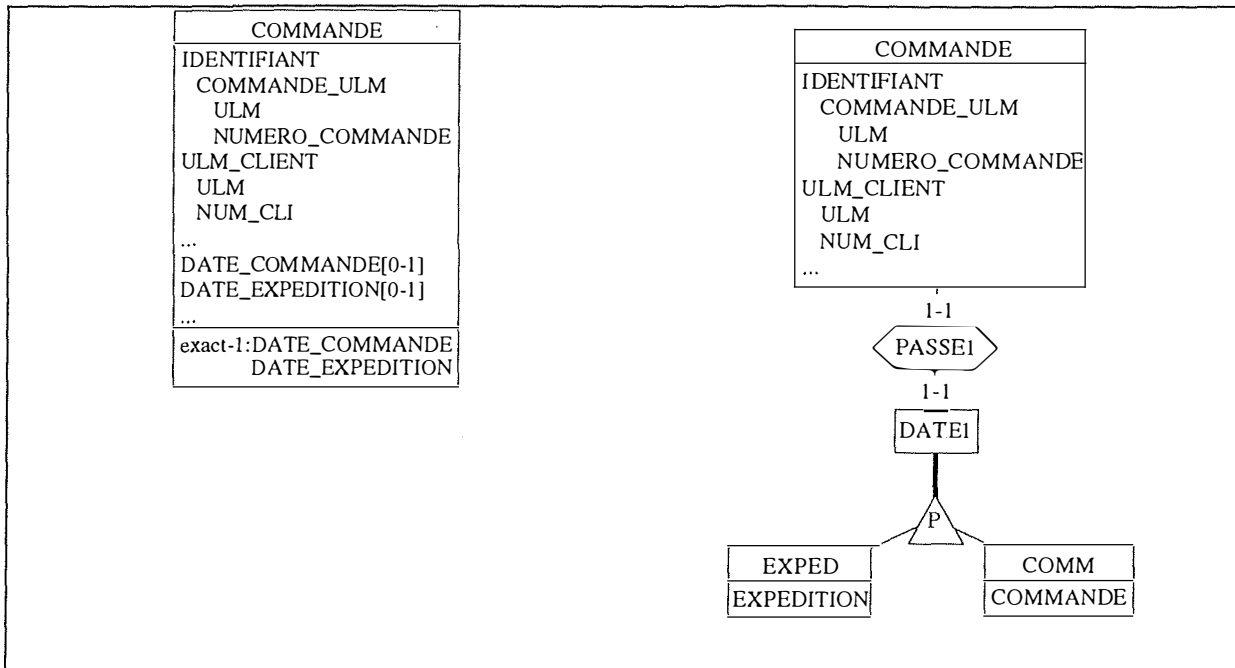 COMMANDE
IDENTIFIANT
COMMANDE_ULM
ULM
NUMERO_COMMANDE
ULM_CLIENT
ULM
NUM_CLI
...
DATE_COMMANDE[0-1]
DATE_EXPEDITION[0-1]
...
exact-1:DATE_COMMANDE
DATE_EXPEDITION
COMMANDE
IDENTIFIANT
COMMANDE_ULM
ULM
NUMERO_COMMANDE
ULM_CLIENT
ULM
NUM_CLI
...
1-1
PASSE1
1-1
DATE1
P
EXPED
EXPEDITION
COMM
COMMANDE